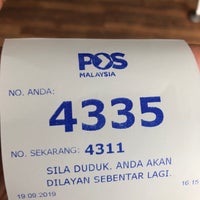 POS
MALAYSIA
NO. ANDA:
4335
NO. SEKARANG: 4311
SILA DUDUK. ANDA AKAN
DILAYAN SEBENTAR LAGI.
19.09.2019 16:15